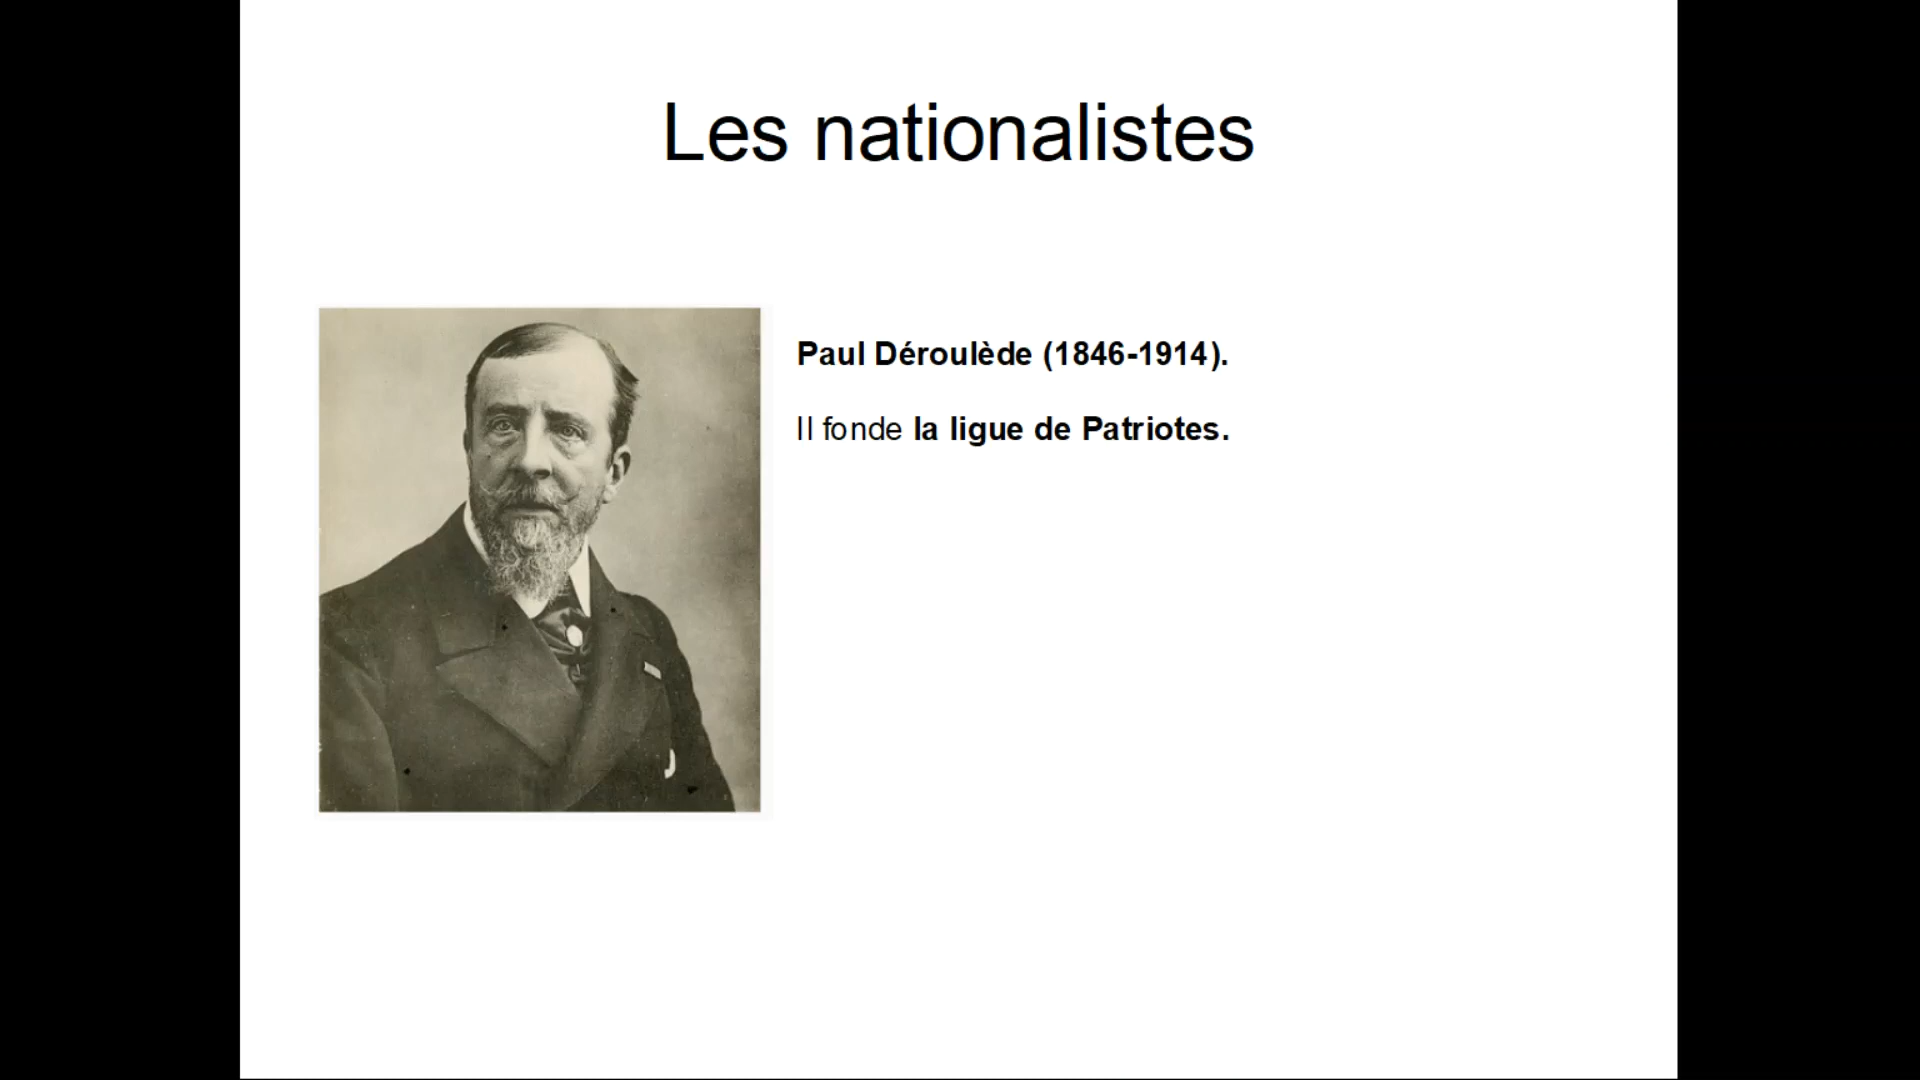 Les nationalistes
Paul Déroulède (1846-1914).
Il fonde la ligue de Patriotes.